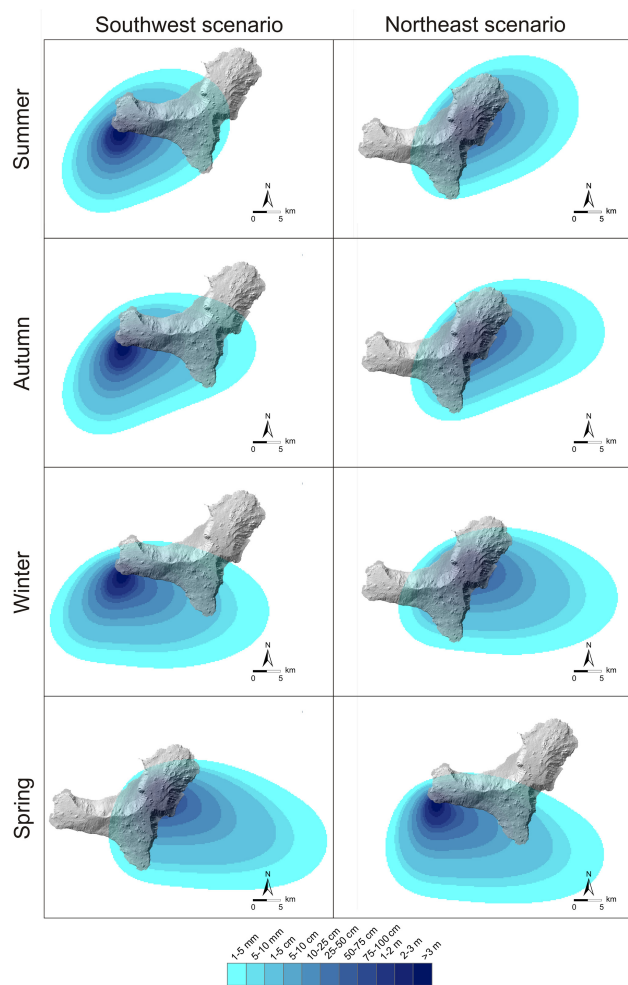 Southwest scenario
Northeast scenario
Summer
N
0 5 km
N
0 5 km
Autumn
N
0 5 km
N
0 5 km
Winter
N
0 5 km
N
0 5 km
Spring
N
0 5 km
N
0 5 km
1-5 mm
5-10 mm
1-5 cm
5-10 cm
10-25 cm
25-50 cm
50-75 cm
75-100 cm
1-2 m
2-3 m
>3 m